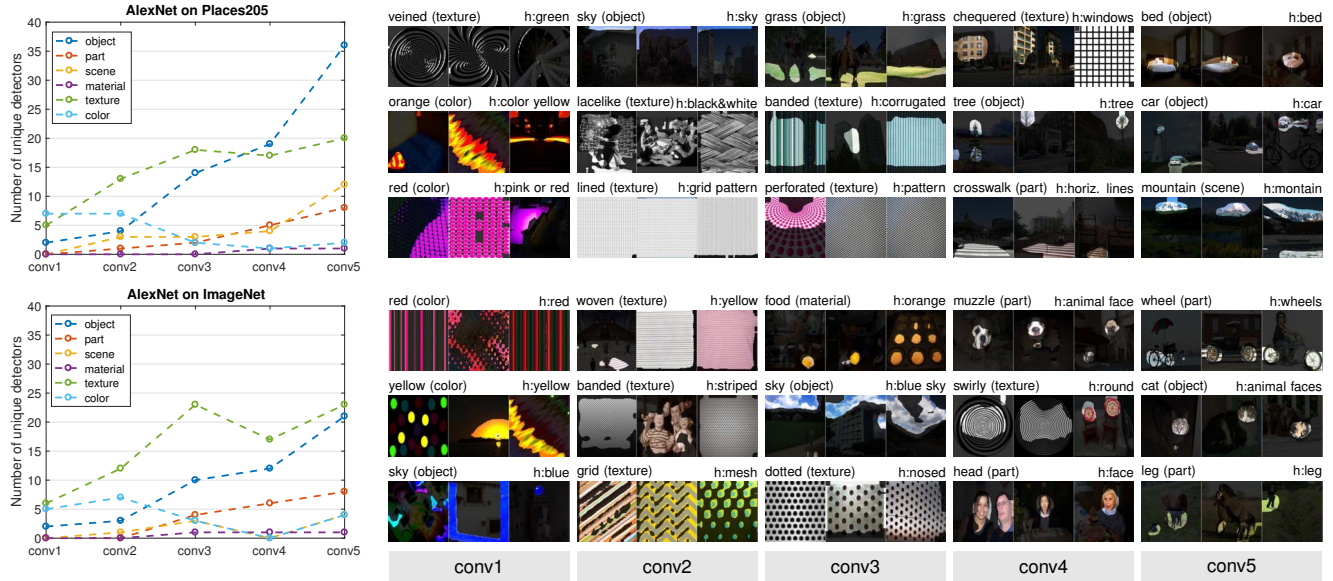 AlexNet on Places205
Number of unique detectors
40
35
30
25
20
15
10
5
0
object
part
scene
material
texture
color
conv1 conv2 conv3 conv4 conv5
veined (texture) h:green
sky (object) h:sky
grass (object) h:grass
chequered (texture) h:windows
bed (object) h:bed
orange (color) h:color yellow
lacelike (texture) h:black&white
banded (texture) h:corrugated
tree (object) h:tree
car (object) h:car
red (color) h:pink or red
lined (texture) h:grid pattern
perforated (texture) h:pattern
crosswalk (part) h:horiz. lines
mountain (scene) h:montain
AlexNet on ImageNet
Number of unique detectors
40
35
30
25
20
15
10
5
0
object
part
scene
material
texture
color
conv1 conv2 conv3 conv4 conv5
red (color) h:red
woven (texture) h:yellow
food (material) h:orange
muzzle (part) h:animal face
wheel (part) h:wheels
yellow (color) h:yellow
banded (texture) h:striped
sky (object) h:blue sky
swirly (texture) h:round
cat (object) h:animal faces
sky (object) h:blue
grid (texture) h:mesh
dotted (texture) h:nosed
head (part) h:face
leg (part) h:leg
conv1 conv2 conv3 conv4 conv5